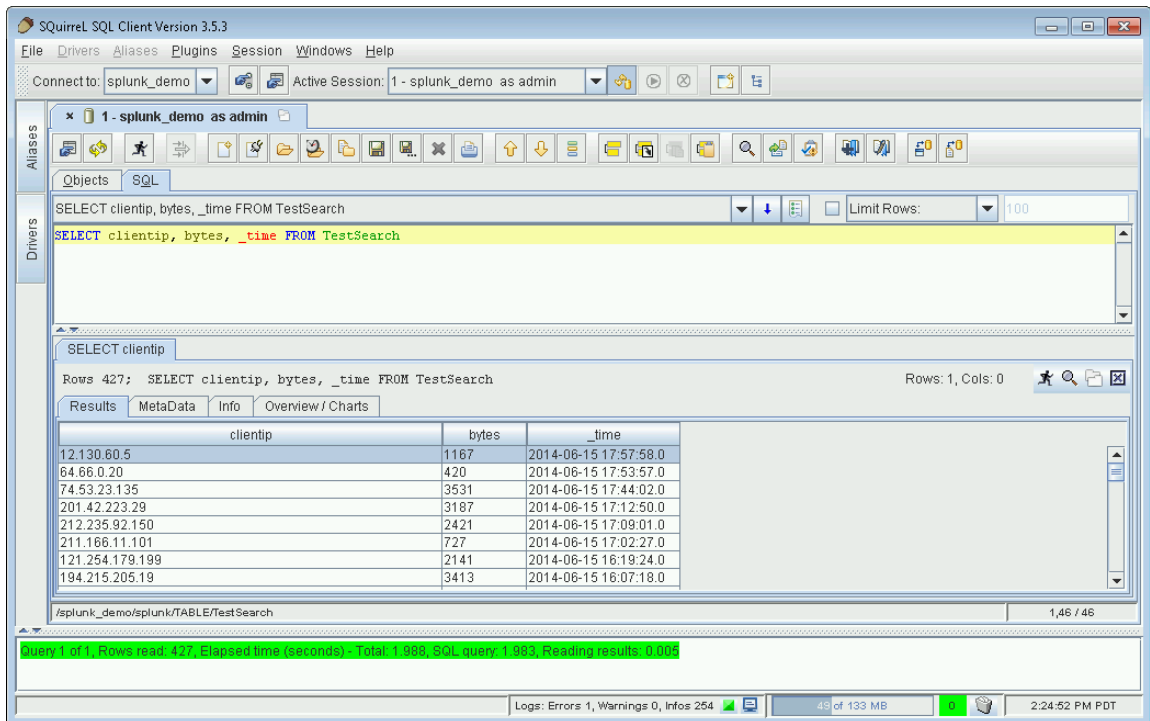 SQuirreL SQL Client Version 3.5.3
File Drivers Aliases Plugins Session Windows Help
Connect to: splunk_demo Active Session: 1 - splunk_demo as admin
Aliases
Drivers
1 - splunk_demo as admin
Objects SQL
SELECT clientip, bytes, _time FROM TestSearch Limit Rows: 100
SELECT clientip, bytes, _time FROM TestSearch
SELECT clientip
Rows 427; SELECT clientip, bytes, _time FROM TestSearch Rows: 1, Cols: 0
Results MetaData Info Overview / Charts
clientip bytes _time
12.130.60.5 1167 2014-06-15 17:57:58.0
64.66.0.20 420 2014-06-15 17:53:57.0
74.53.23.135 3531 2014-06-15 17:44:02.0
201.42.223.29 3187 2014-06-15 17:12:50.0
212.235.92.150 2421 2014-06-15 17:09:01.0
211.166.11.101 727 2014-06-15 17:02:27.0
121.254.179.199 2141 2014-06-15 16:19:24.0
194.215.205.19 3413 2014-06-15 16:07:18.0
/splunk_demo/splunk/TABLE/TestSearch 1,46 / 46
Query 1 of 1, Rows read: 427, Elapsed time (seconds) - Total: 1.988, SQL query: 1.983, Reading results: 0.005
Logs: Errors 1, Warnings 0, Infos 254 49 of 133 MB 0 2:24:52 PM PDT